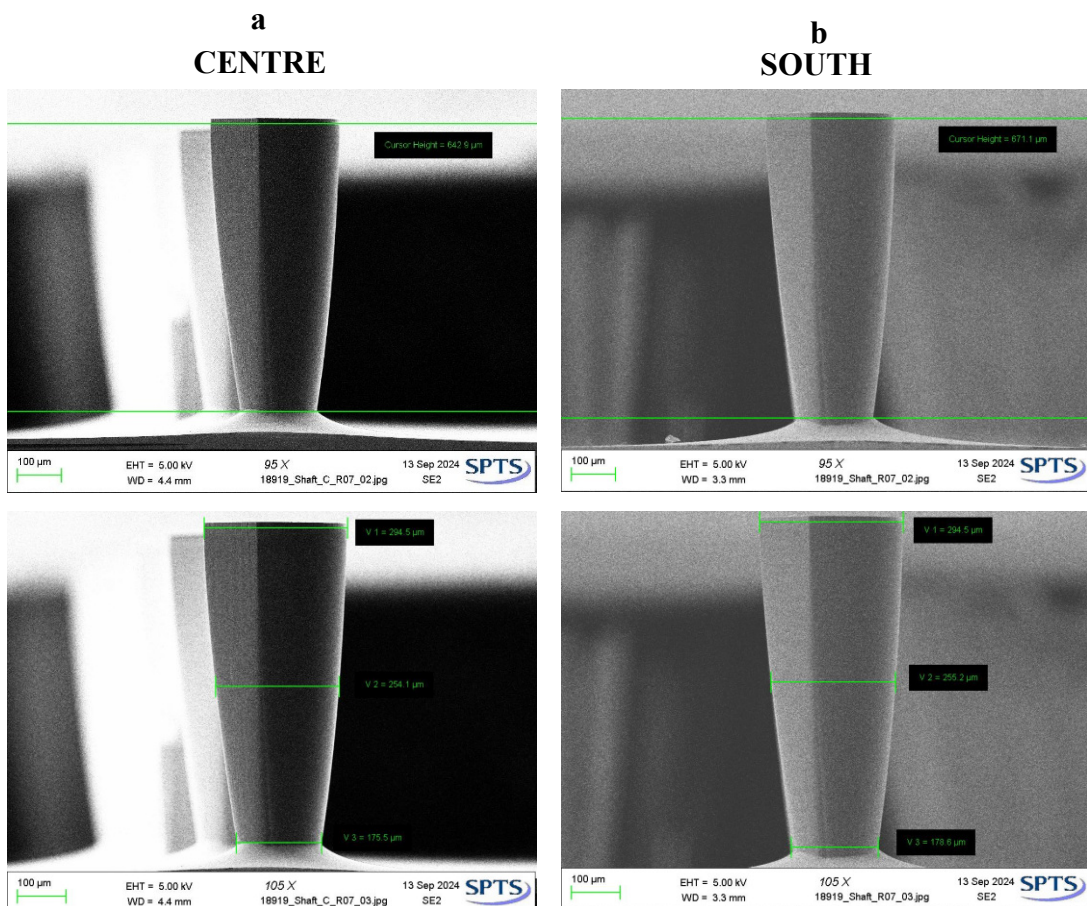 a
CENTRE
b
SOUTH
Cursor Height = 642.9 µm
100 µm
EHT = 5.00 kV
WD = 4.4 mm
95 X
18919_Shaft_C_R07_02.jpg
13 Sep 2024
SE2
SPTS
Cursor Height = 671.1 µm
100 µm
EHT = 5.00 kV
WD = 3.3 mm
95 X
18919_Shaft_R07_02.jpg
13 Sep 2024
SE2
SPTS
V 1 = 294.5 µm
V 2 = 254.1 µm
V 3 = 175.5 µm
100 µm
EHT = 5.00 kV
WD = 4.4 mm
105 X
18919_Shaft_C_R07_03.jpg
13 Sep 2024
SE2
SPTS
V 1 = 294.5 µm
V 2 = 255.2 µm
V 3 = 178.6 µm
100 µm
EHT = 5.00 kV
WD = 3.3 mm
105 X
18919_Shaft_R07_03.jpg
13 Sep 2024
SE2
SPTS